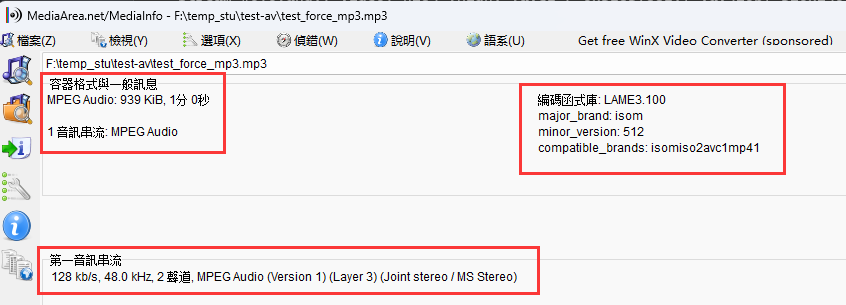 MediaArea.net/MediaInfo - F:\temp_stu\test-av\test_force_mp3.mp3
檔案(Z) 檢視(Y) 選項(X) 偵錯(W) 說明(V) 語系(U) Get free WinX Video Converter (sponsored)
F:\temp_stu\test-av\test_force_mp3.mp3
容器格式與一般訊息
MPEG Audio: 939 KiB, 1分 0秒
1 音訊串流: MPEG Audio
編碼函式庫: LAME3.100
major_brand: isom
minor_version: 512
compatible_brands: isomiso2avc1mp41
第一音訊串流
128 kb/s, 48.0 kHz, 2 聲道, MPEG Audio (Version 1) (Layer 3) (Joint stereo / MS Stereo)